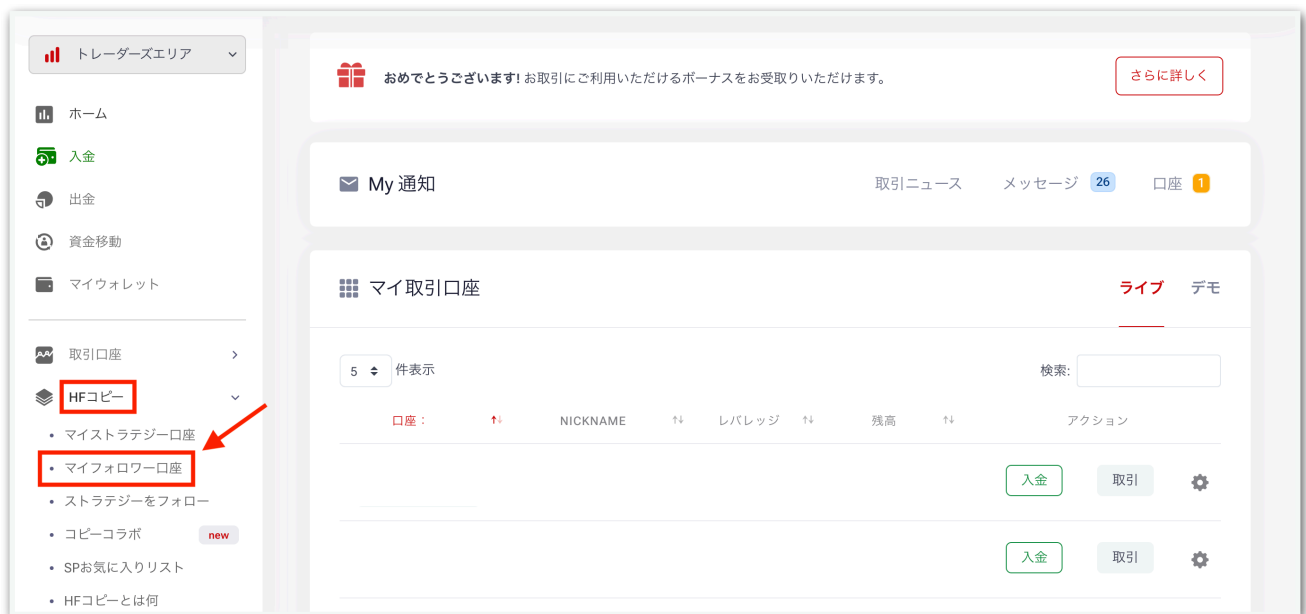 トレーダーズエリア
ホーム
入金
出金
資金移動
マイウォレット
取引口座
HFコピー
マイストラテジー口座
マイフォロワー口座
ストラテジーをフォロー
コピーコラボ new
SPお気に入りリスト
HFコピーとは何
おめでとうございます! お取引にご利用いただけるボーナスをお受取りいただけます。 さらに詳しく
My 通知 取引ニュース メッセージ 26 口座 1
マイ取引口座 ライブ デモ
5 件表示 検索:
口座： NICKNAME レバレッジ 残高 アクション
入金 取引
入金 取引